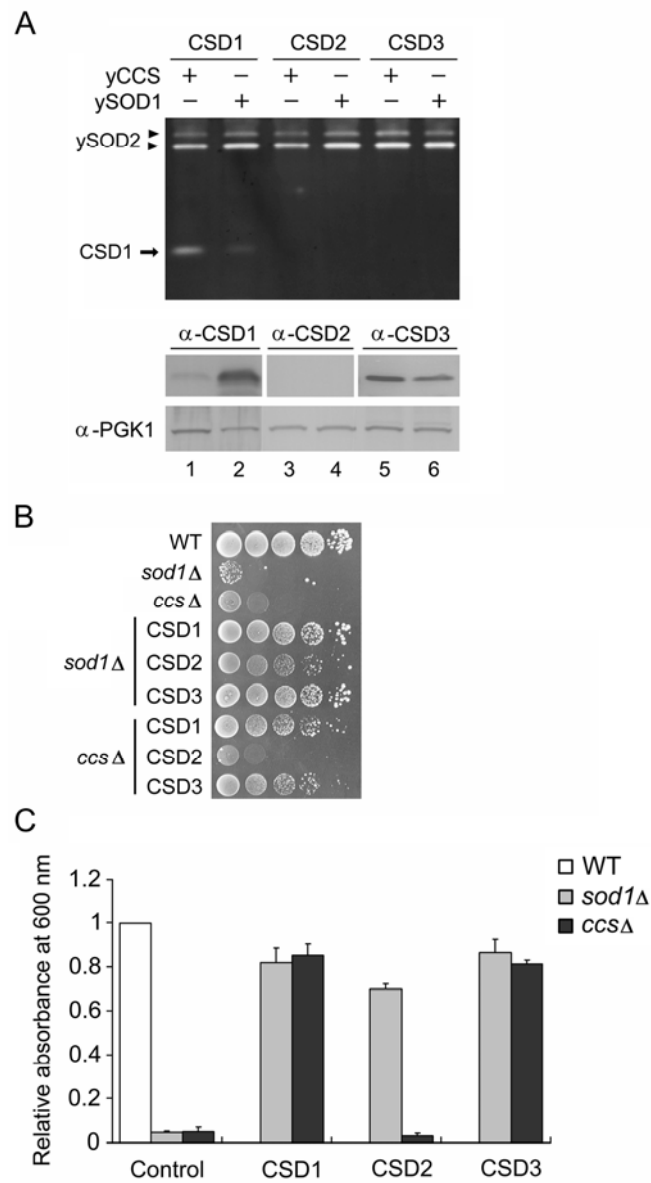 A
CSD1 CSD2 CSD3
yCCS + − + − + −
ySOD1 − + − + − +
ySOD2
CSD1
α-CSD1 α-CSD2 α-CSD3
α-PGK1
1 2 3 4 5 6
B
WT
sod1Δ
ccsΔ
CSD1
sod1Δ CSD2
CSD3
CSD1
ccsΔ CSD2
CSD3
C
WT
sod1Δ
ccsΔ
Relative absorbance at 600 nm
1.2
1
0.8
0.6
0.4
0.2
0
Control CSD1 CSD2 CSD3